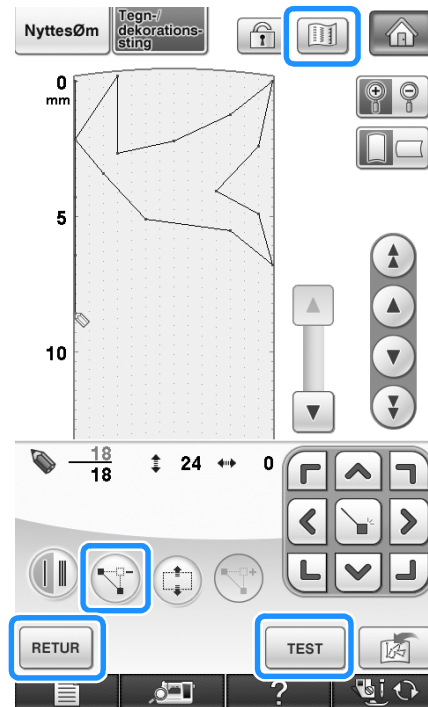 NyttesØm
Tegn-/
dekorations-
sting
0
mm
5
10
18
18
24
0
RETUR
TEST
?